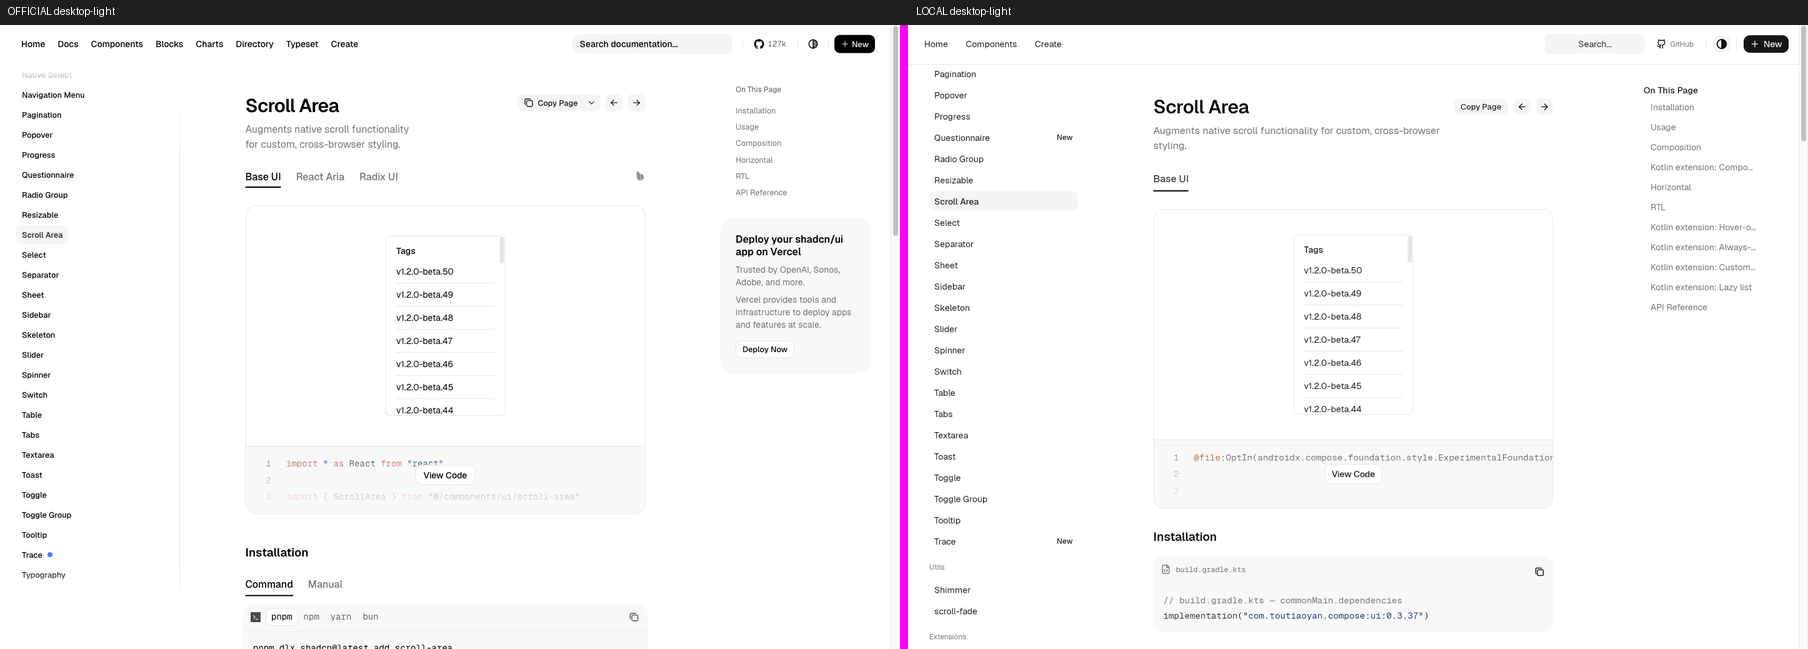 OFFICIAL desktop-light
Home Docs Components Blocks Charts Directory Typeset Create
Search documentation...
127k
New
Native Select
Navigation Menu
Pagination
Popover
Progress
Questionnaire
Radio Group
Resizable
Scroll Area
Select
Separator
Sheet
Sidebar
Skeleton
Slider
Spinner
Switch
Table
Tabs
Textarea
Toast
Toggle
Toggle Group
Tooltip
Trace
Typography
Scroll Area
Copy Page
Augments native scroll functionality
for custom, cross-browser styling.
Base UI React Aria Radix UI
Tags
v1.2.0-beta.50
v1.2.0-beta.49
v1.2.0-beta.48
v1.2.0-beta.47
v1.2.0-beta.46
v1.2.0-beta.45
v1.2.0-beta.44
1 import * as React from "react"
2
3 import { ScrollArea } from "@/components/ui/scroll-area"
View Code
Installation
Command Manual
pnpm npm yarn bun
pnpm dlx shadcn@latest add scroll-area
On This Page
Installation
Usage
Composition
Horizontal
RTL
API Reference
Deploy your shadcn/ui
app on Vercel
Trusted by OpenAI, Sonos,
Adobe, and more.
Vercel provides tools and
infrastructure to deploy apps
and features at scale.
Deploy Now
LOCAL desktop-light
Home Components Create
Search...
GitHub
New
Pagination
Popover
Progress
Questionnaire New
Radio Group
Resizable
Scroll Area
Select
Separator
Sheet
Sidebar
Skeleton
Slider
Spinner
Switch
Table
Tabs
Textarea
Toast
Toggle
Toggle Group
Tooltip
Trace New
Utils
Shimmer
scroll-fade
Extensions
Scroll Area
Copy Page
Augments native scroll functionality for custom, cross-browser
styling.
Base UI
Tags
v1.2.0-beta.50
v1.2.0-beta.49
v1.2.0-beta.48
v1.2.0-beta.47
v1.2.0-beta.46
v1.2.0-beta.45
v1.2.0-beta.44
1 @file:OptIn(androidx.compose.foundation.style.ExperimentalFoundation
2
3
View Code
Installation
build.gradle.kts
// build.gradle.kts — commonMain.dependencies
implementation("com.toutiaoyan.compose:ui:0.3.37")
On This Page
Installation
Usage
Composition
Kotlin extension: Compo...
Horizontal
RTL
Kotlin extension: Hover-o...
Kotlin extension: Always-...
Kotlin extension: Custom...
Kotlin extension: Lazy list
API Reference